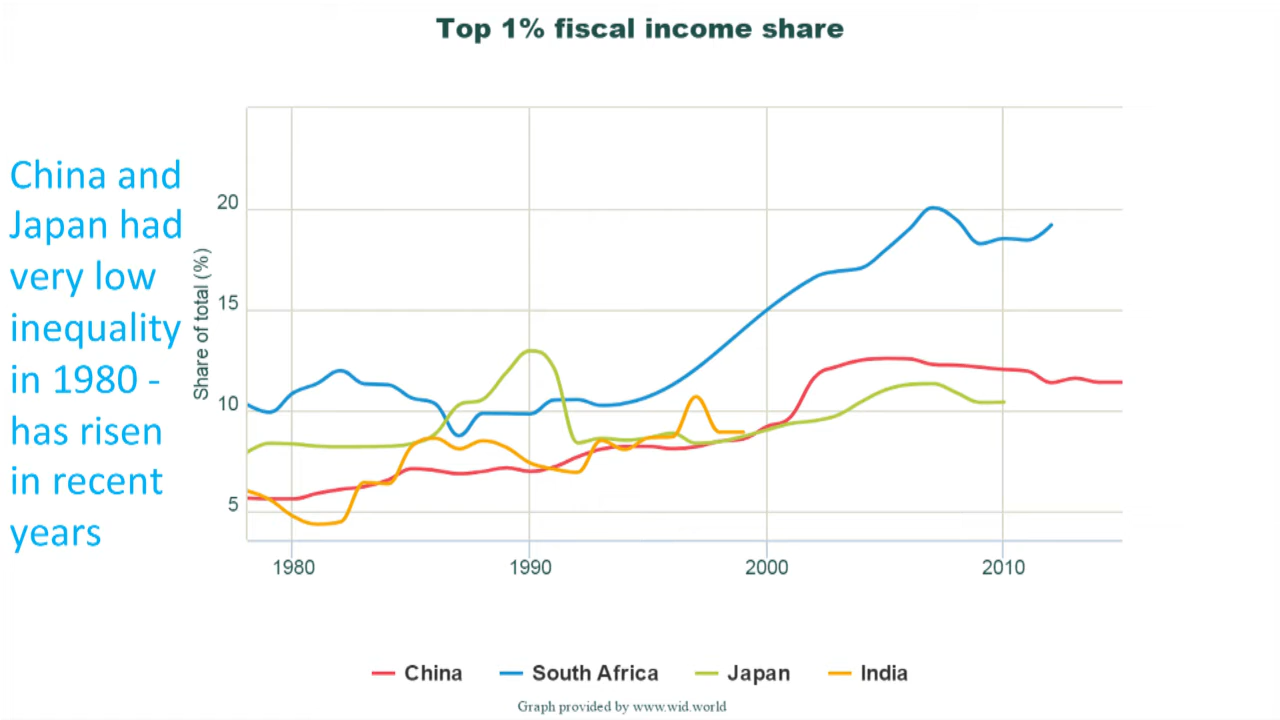 Top 1% fiscal income share
China and
Japan had
very low
inequality
in 1980 -
has risen
in recent
years
Share of total (%)
20
15
10
5
1980 1990 2000 2010
China South Africa Japan India
Graph provided by www.wid.world